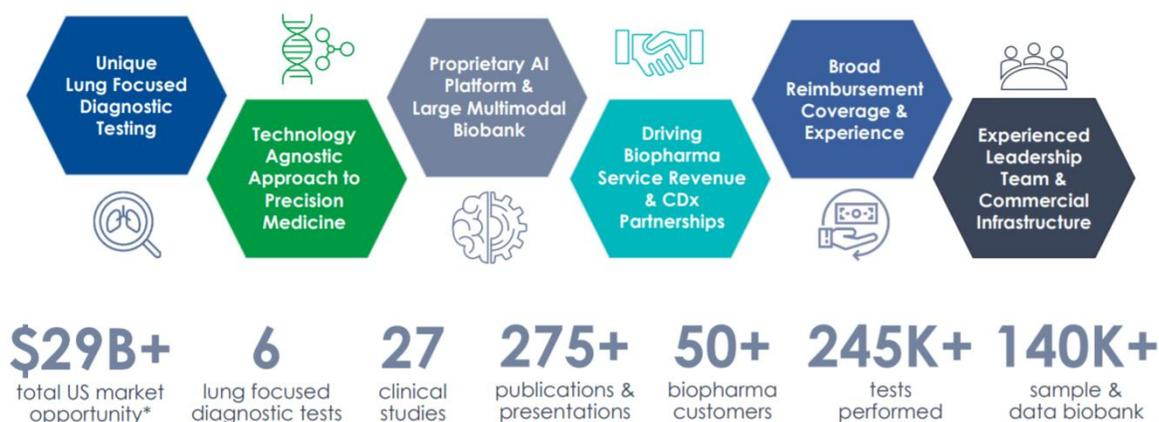 Unique
Lung Focused
Diagnostic
Testing
Technology
Agnostic
Approach to
Precision
Medicine
Proprietary AI
Platform &
Large Multimodal
Biobank
Driving
Biopharma
Service Revenue
& CDx
Partnerships
Broad
Reimbursement
Coverage &
Experience
Experienced
Leadership
Team &
Commercial
Infrastructure
$29B+
total US market
opportunity*
6
lung focused
diagnostic tests
27
clinical
studies
275+
publications &
presentations
50+
biopharma
customers
245K+
tests
performed
140K+
sample &
data biobank